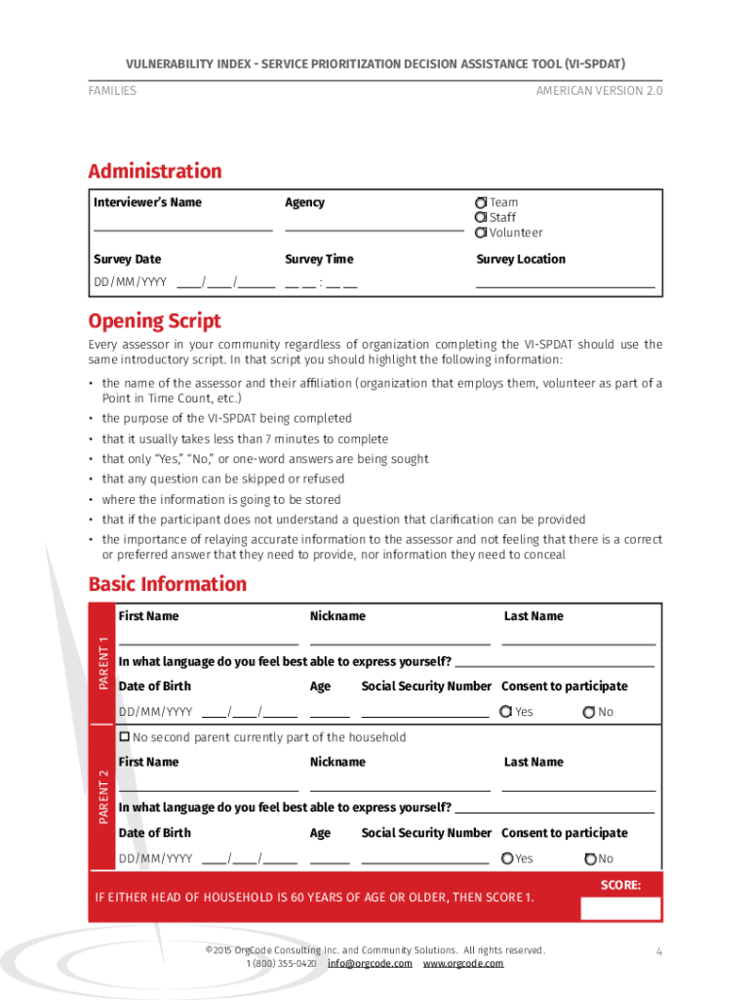 VULNERABILITY INDEX - SERVICE PRIORITIZATION DECISION ASSISTANCE TOOL (VI-SPDAT)
FAMILIES AMERICAN VERSION 2.0
Administration
Interviewer's Name Agency Team
Staff
Volunteer
Survey Date Survey Time Survey Location
DD/MM/YYYY ____/____/______ __ __ : __ __
Opening Script
Every assessor in your community regardless of organization completing the VI-SPDAT should use the
same introductory script. In that script you should highlight the following information:
• the name of the assessor and their affiliation (organization that employs them, volunteer as part of a
Point in Time Count, etc.)
• the purpose of the VI-SPDAT being completed
• that it usually takes less than 7 minutes to complete
• that only “Yes,” “No,” or one-word answers are being sought
• that any question can be skipped or refused
• where the information is going to be stored
• that if the participant does not understand a question that clarification can be provided
• the importance of relaying accurate information to the assessor and not feeling that there is a correct
or preferred answer that they need to provide, nor information they need to conceal
Basic Information
PARENT 1
First Name Nickname Last Name
In what language do you feel best able to express yourself?
Date of Birth Age Social Security Number Consent to participate
DD/MM/YYYY ____/____/______ Yes No
PARENT 2
No second parent currently part of the household
First Name Nickname Last Name
In what language do you feel best able to express yourself?
Date of Birth Age Social Security Number Consent to participate
DD/MM/YYYY ____/____/______ Yes No
SCORE:
IF EITHER HEAD OF HOUSEHOLD IS 60 YEARS OF AGE OR OLDER, THEN SCORE 1.
©2015 OrgCode Consulting Inc. and Community Solutions. All rights reserved. 4
1 (800) 355-0420 info@orgcode.com www.orgcode.com